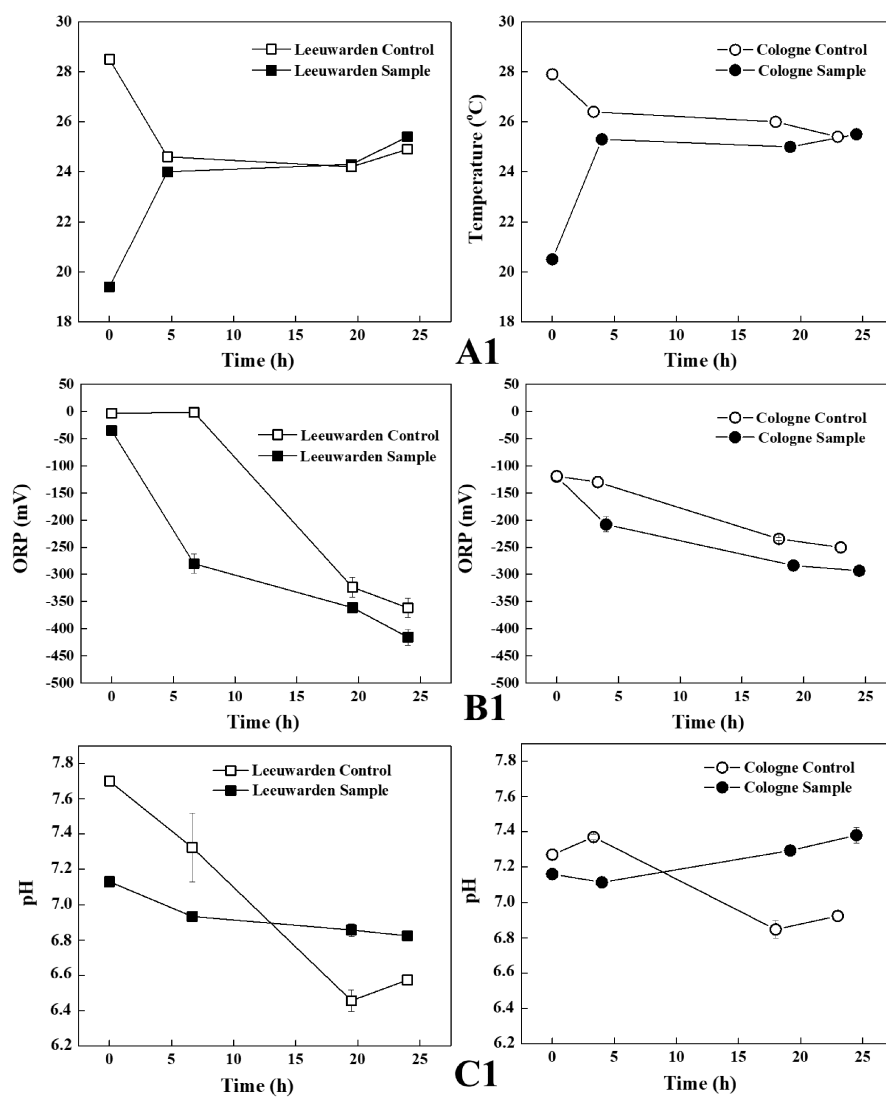 30
28
26
24
22
20
18
0 5 10 15 20 25
Time (h)
Leeuwarden Control
Leeuwarden Sample
30
28
26
24
22
20
18
Temperature (°C)
0 5 10 15 20 25
Time (h)
Cologne Control
Cologne Sample
A1
50
0
-50
-100
-150
-200
-250
-300
-350
-400
-450
-500
ORP (mV)
0 5 10 15 20 25
Time (h)
Leeuwarden Control
Leeuwarden Sample
50
0
-50
-100
-150
-200
-250
-300
-350
-400
-450
-500
ORP (mV)
0 5 10 15 20 25
Time (h)
Cologne Control
Cologne Sample
B1
7.8
7.6
7.4
7.2
7.0
6.8
6.6
6.4
6.2
pH
0 5 10 15 20 25
Time (h)
Leeuwarden Control
Leeuwarden Sample
7.8
7.6
7.4
7.2
7.0
6.8
6.6
6.4
6.2
pH
0 5 10 15 20 25
Time (h)
Cologne Control
Cologne Sample
C1